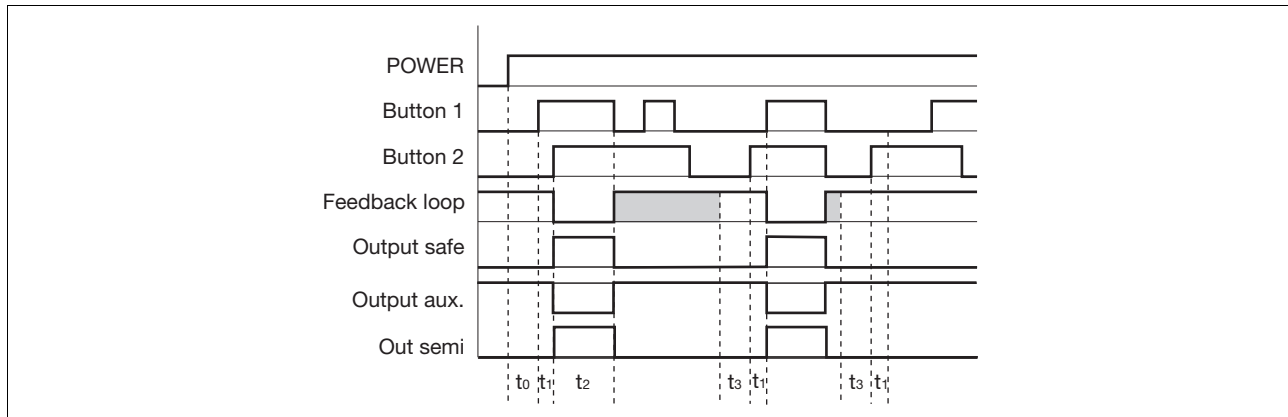 POWER
Button 1
Button 2
Feedback loop
Output safe
Output aux.
Out semi
t0 t1 t2 t3 t1 t3 t1